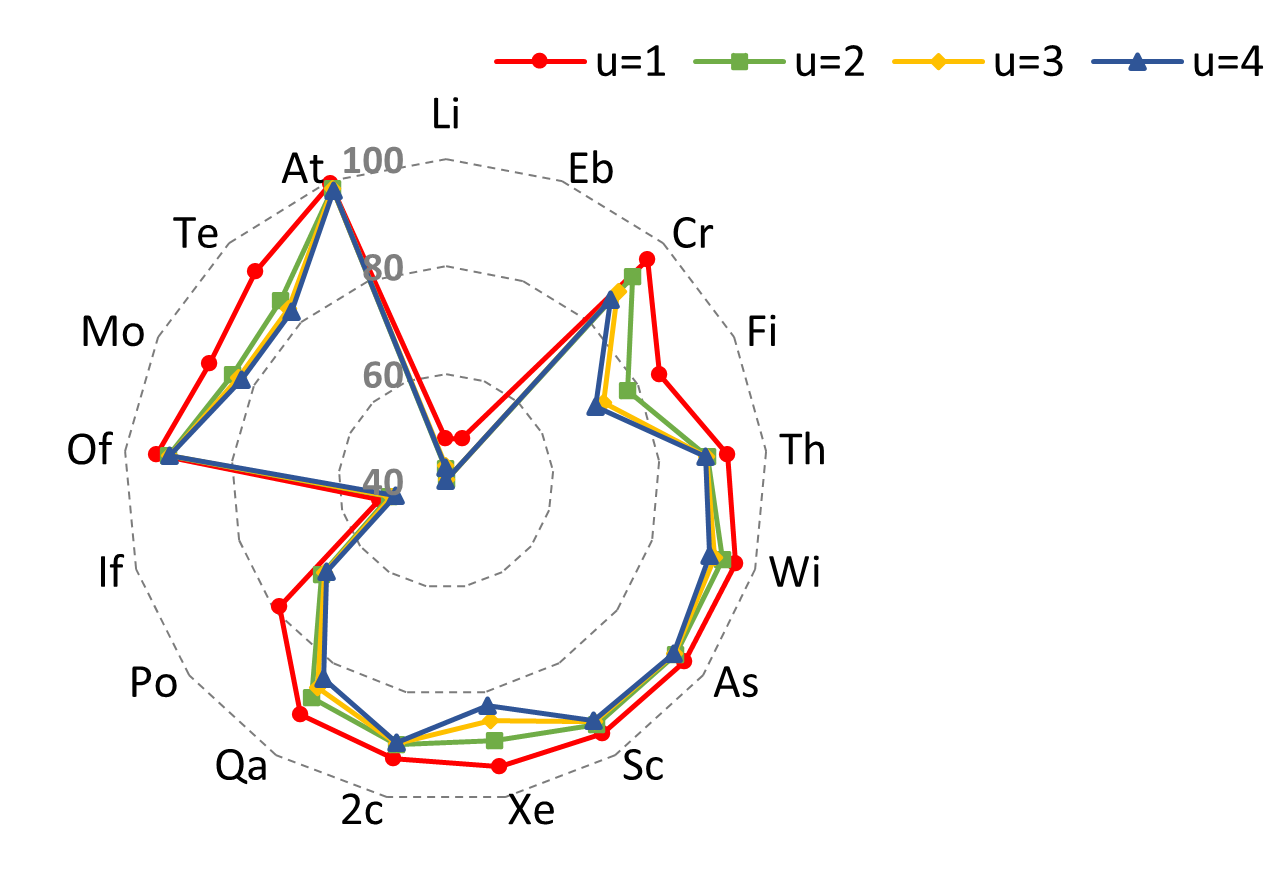 u=1 u=2 u=3 u=4
Li
Eb
Cr
Fi
Th
Wi
As
Sc
Xe
2c
Qa
Po
If
Of
Mo
Te
At
100
80
60
40